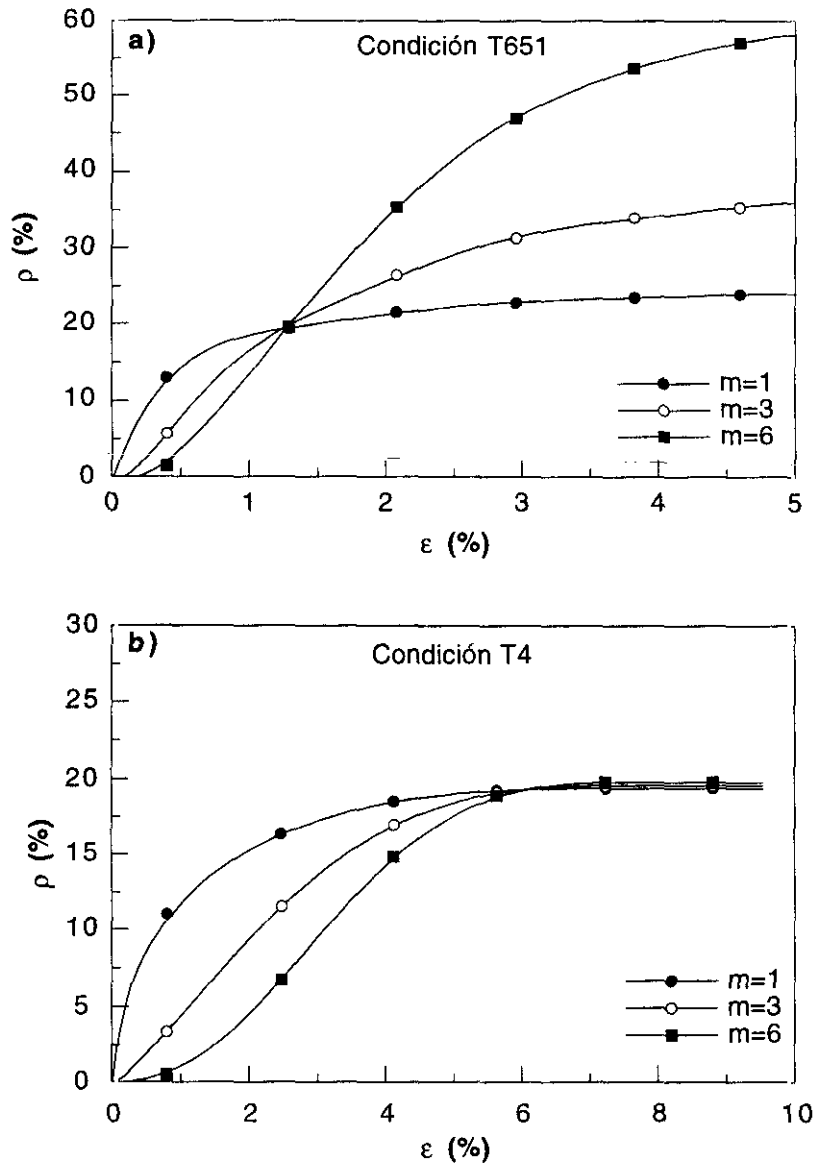 a)
Condición T651
60
50
40
30
20
10
0
ρ (%)
m=1
m=3
m=6
0 1 2 3 4 5
ε (%)
b)
Condición T4
30
25
20
15
10
5
0
ρ (%)
m=1
m=3
m=6
0 2 4 6 8 10
ε (%)